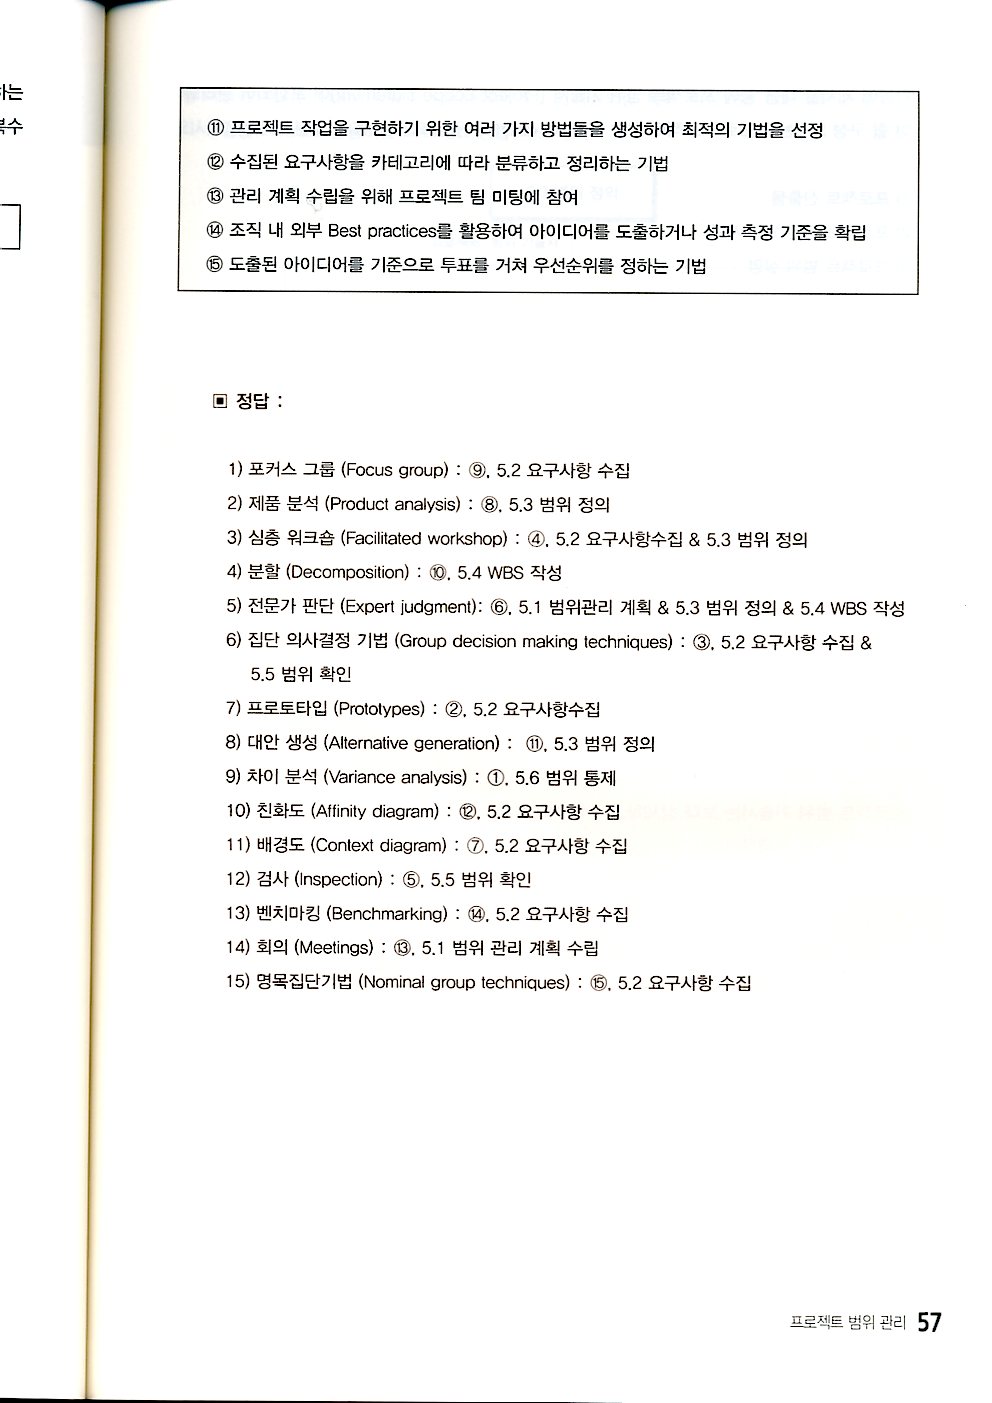 하는
복수
⑪ 프로젝트 작업을 구현하기 위한 여러 가지 방법들을 생성하여 최적의 기법을 선정
⑫ 수집된 요구사항을 카테고리에 따라 분류하고 정리하는 기법
⑬ 관리 계획 수립을 위해 프로젝트 팀 미팅에 참여
⑭ 조직 내 외부 Best practices를 활용하여 아이디어를 도출하거나 성과 측정 기준을 확립
⑮ 도출된 아이디어를 기준으로 투표를 거쳐 우선순위를 정하는 기법
▣ 정답 :
1) 포커스 그룹 (Focus group) : ⑨, 5.2 요구사항 수집
2) 제품 분석 (Product analysis) : ⑧, 5.3 범위 정의
3) 심층 워크숍 (Facilitated workshop) : ④, 5.2 요구사항수집 & 5.3 범위 정의
4) 분할 (Decomposition) : ⑩, 5.4 WBS 작성
5) 전문가 판단 (Expert judgment): ⑥, 5.1 범위관리 계획 & 5.3 범위 정의 & 5.4 WBS 작성
6) 집단 의사결정 기법 (Group decision making techniques) : ③, 5.2 요구사항 수집 &
5.5 범위 확인
7) 프로토타입 (Prototypes) : ②, 5.2 요구사항수집
8) 대안 생성 (Alternative generation) : ⑪, 5.3 범위 정의
9) 차이 분석 (Variance analysis) : ①, 5.6 범위 통제
10) 친화도 (Affinity diagram) : ⑫, 5.2 요구사항 수집
11) 배경도 (Context diagram) : ⑦, 5.2 요구사항 수집
12) 검사 (Inspection) : ⑤, 5.5 범위 확인
13) 벤치마킹 (Benchmarking) : ⑭, 5.2 요구사항 수집
14) 회의 (Meetings) : ⑬, 5.1 범위 관리 계획 수립
15) 명목집단기법 (Nominal group techniques) : ⑮, 5.2 요구사항 수집
프로젝트 범위 관리 57